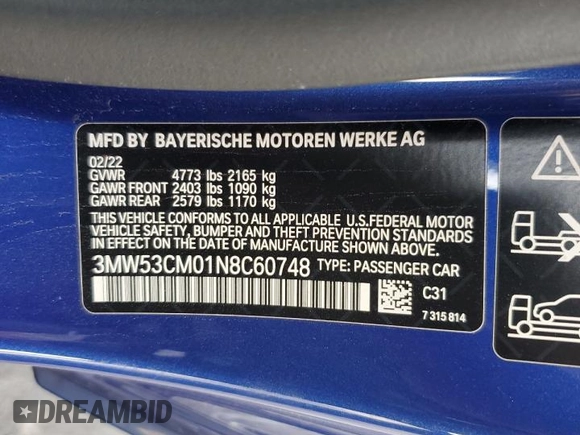 MFD BY BAYERISCHE MOTOREN WERKE AG
02/22
GVWR 4773 lbs 2165 kg
GAWR FRONT 2403 lbs 1090 kg
GAWR REAR 2579 lbs 1170 kg
THIS VEHICLE CONFORMS TO ALL APPLICABLE U.S.FEDERAL MOTOR
VEHICLE SAFETY, BUMPER AND THEFT PREVENTION STANDARDS
IN EFFECT ON THE DATE OF MANUFACTURE SHOWN ABOVE.
3MW53CM01N8C60748 TYPE: PASSENGER CAR
C31
7 315 814
DREAMBID